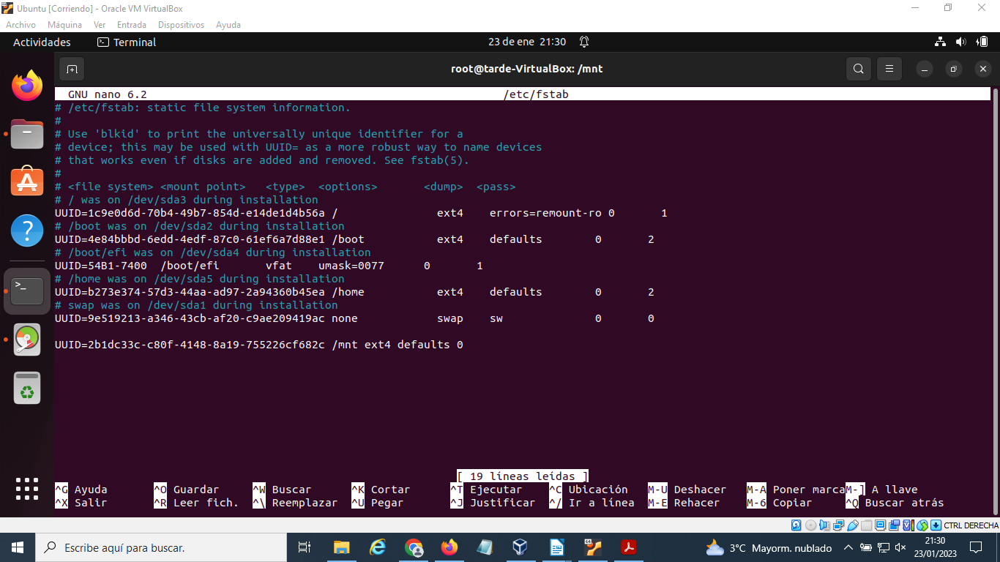 Ubuntu [Corriendo] - Oracle VM VirtualBox
Archivo Máquina Ver Entrada Dispositivos Ayuda
Actividades Terminal 23 de ene 21:30
root@tarde-VirtualBox: /mnt
GNU nano 6.2 /etc/fstab
# /etc/fstab: static file system information.
#
# Use 'blkid' to print the universally unique identifier for a
# device; this may be used with UUID= as a more robust way to name devices
# that works even if disks are added and removed. See fstab(5).
#
# <file system> <mount point> <type> <options> <dump> <pass>
# / was on /dev/sda3 during installation
UUID=1c9e0d6d-70b4-49b7-854d-e14de1d4b56a / ext4 errors=remount-ro 0 1
# /boot was on /dev/sda2 during installation
UUID=4e84bbbd-6edd-4edf-87c0-61ef6a7d88e1 /boot ext4 defaults 0 2
# /boot/efi was on /dev/sda4 during installation
UUID=54B1-7400 /boot/efi vfat umask=0077 0 1
# /home was on /dev/sda5 during installation
UUID=b273e374-57d3-44aa-ad97-2a94360b45ea /home ext4 defaults 0 2
# swap was on /dev/sda1 during installation
UUID=9e519213-a346-43cb-af20-c9ae209419ac none swap sw 0 0
UUID=2b1dc33c-c80f-4148-8a19-755226cf682c /mnt ext4 defaults 0
[ 19 líneas leídas ]
^G Ayuda ^O Guardar ^W Buscar ^K Cortar ^T Ejecutar ^C Ubicación M-U Deshacer M-A Poner marca M-] A llave
^X Salir ^R Leer fich. ^\ Reemplazar ^U Pegar ^J Justificar ^/ Ir a línea M-E Rehacer M-6 Copiar ^Q Buscar atrás
CTRL DERECHA
Escribe aquí para buscar. 3°C Mayorm. nublado 21:30
23/01/2023